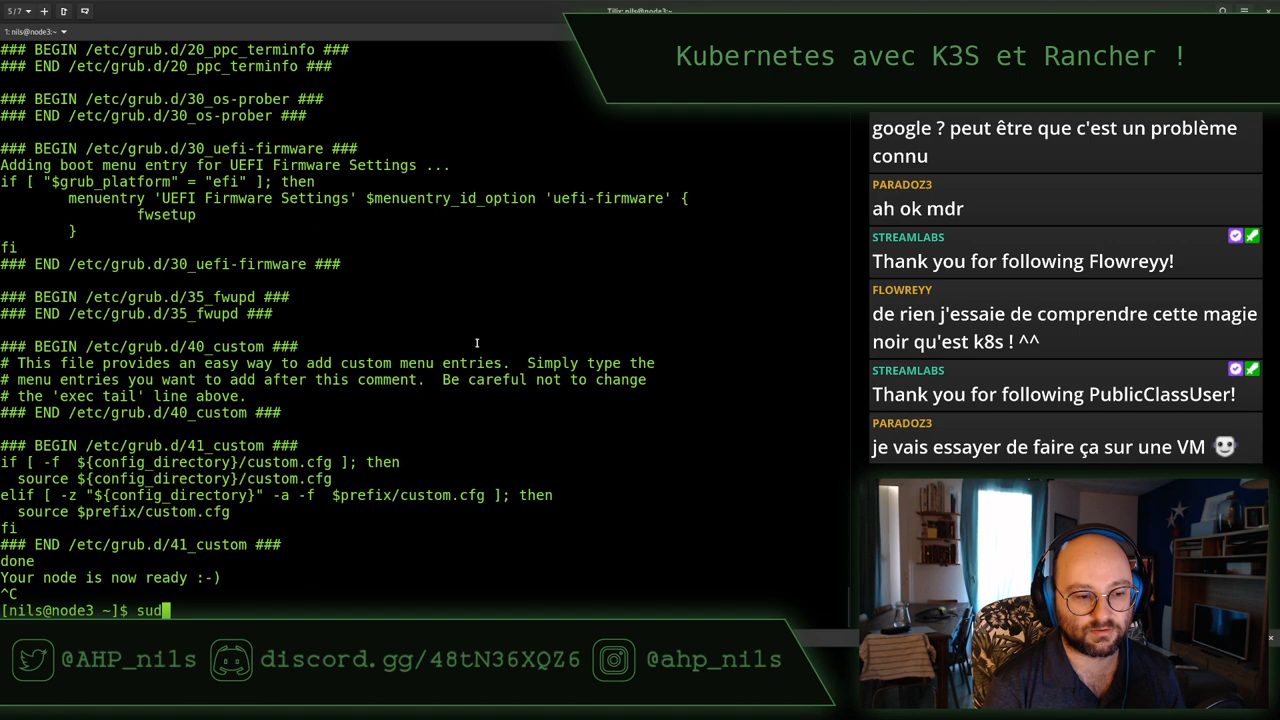 5/7
Tilix: nils@node3:~
1: nils@node3:~
### BEGIN /etc/grub.d/20_ppc_terminfo ###
### END /etc/grub.d/20_ppc_terminfo ###
### BEGIN /etc/grub.d/30_os-prober ###
### END /etc/grub.d/30_os-prober ###
### BEGIN /etc/grub.d/30_uefi-firmware ###
Adding boot menu entry for UEFI Firmware Settings ...
if [ "$grub_platform" = "efi" ]; then
menuentry 'UEFI Firmware Settings' $menuentry_id_option 'uefi-firmware' {
fwsetup
}
fi
### END /etc/grub.d/30_uefi-firmware ###
### BEGIN /etc/grub.d/35_fwupd ###
### END /etc/grub.d/35_fwupd ###
### BEGIN /etc/grub.d/40_custom ###
# This file provides an easy way to add custom menu entries.  Simply type the
# menu entries you want to add after this comment.  Be careful not to change
# the 'exec tail' line above.
### END /etc/grub.d/40_custom ###
### BEGIN /etc/grub.d/41_custom ###
if [ -f  ${config_directory}/custom.cfg ]; then
source ${config_directory}/custom.cfg
elif [ -z "${config_directory}" -a -f  $prefix/custom.cfg ]; then
source $prefix/custom.cfg
fi
### END /etc/grub.d/41_custom ###
done
Your node is now ready :-)
^C
[nils@node3 ~]$ sud
Kubernetes avec K3S et Rancher !
google ? peut être que c'est un problème
connu
PARADOZ3
ah ok mdr
STREAMLABS
Thank you for following Flowreyy!
FLOWREYY
de rien j'essaie de comprendre cette magie
noir qu'est k8s ! ^^
STREAMLABS
Thank you for following PublicClassUser!
PARADOZ3
je vais essayer de faire ça sur une VM
@AHP_nils
discord.gg/48tN36XQZ6
@ahp_nils